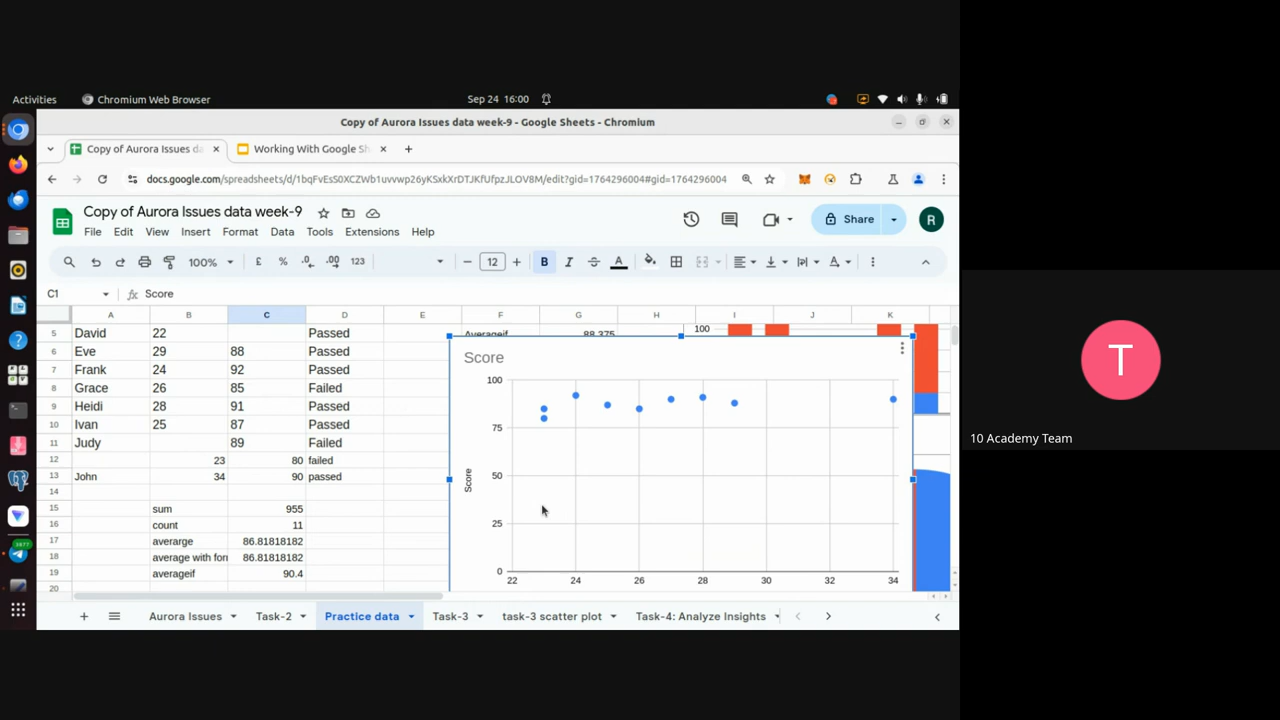 Activities Chromium Web Browser Sep 24 16:00
Copy of Aurora Issues data week-9 - Google Sheets - Chromium
Copy of Aurora Issues da Working With Google Sh
docs.google.com/spreadsheets/d/1bqFvEsS0XCZWb1uvvwp26yKSxkXrDTJKfUfpzJLOV8M/edit?gid=1764296004#gid=1764296004
Copy of Aurora Issues data week-9
Share R
File Edit View Insert Format Data Tools Extensions Help
100% £ % .0 .00 123 12 B I A
C1 fx Score
A B C D E F G H I J K
5 David 22 Passed Averageif 88.375 100
6 Eve 29 88 Passed
7 Frank 24 92 Passed
8 Grace 26 85 Failed
9 Heidi 28 91 Passed
10 Ivan 25 87 Passed
11 Judy 89 Failed
12 23 80 failed
13 John 34 90 passed
14
15 sum 955
16 count 11
17 averarge 86.81818182
18 average with forr 86.81818182
19 averageif 90.4
20
Score
100
75
50
25
0
Score
22 24 26 28 30 32 34
Aurora Issues Task-2 Practice data Task-3 task-3 scatter plot Task-4: Analyze Insights
T
10 Academy Team